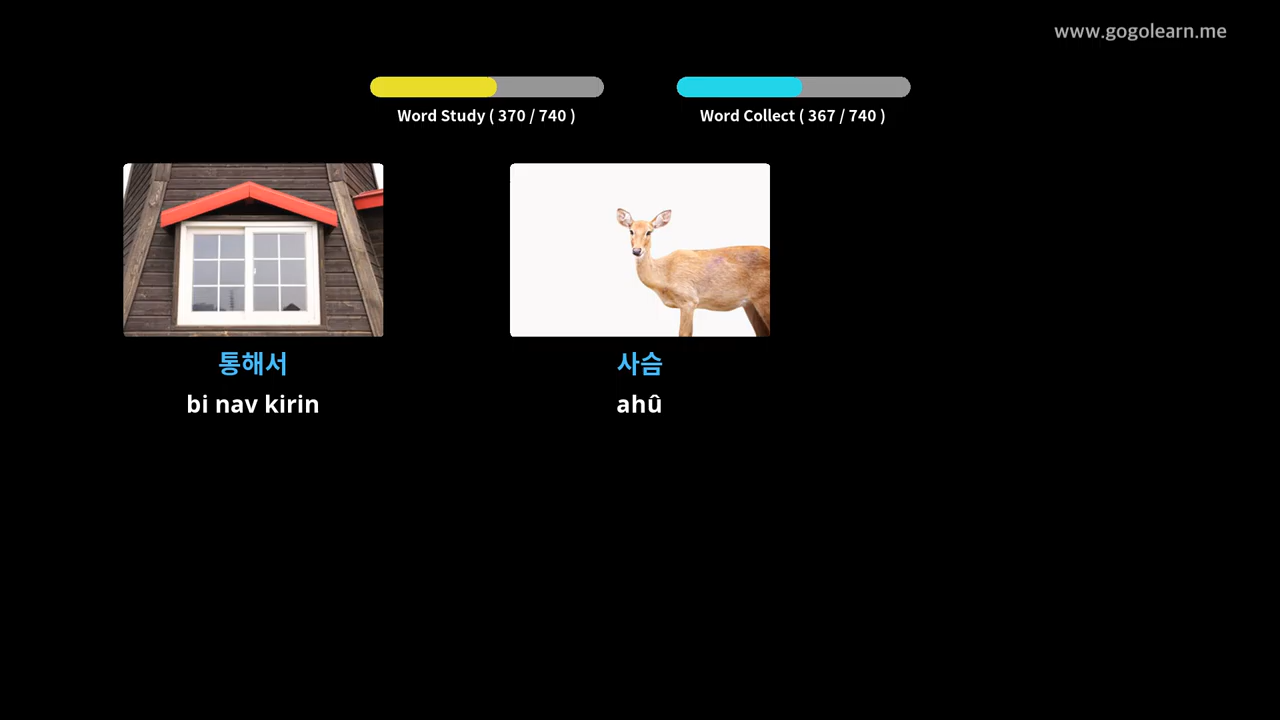 www.gogolearn.me
Word Study ( 370 / 740 )
Word Collect ( 367 / 740 )
통해서
bi nav kirin
사슴
ahû